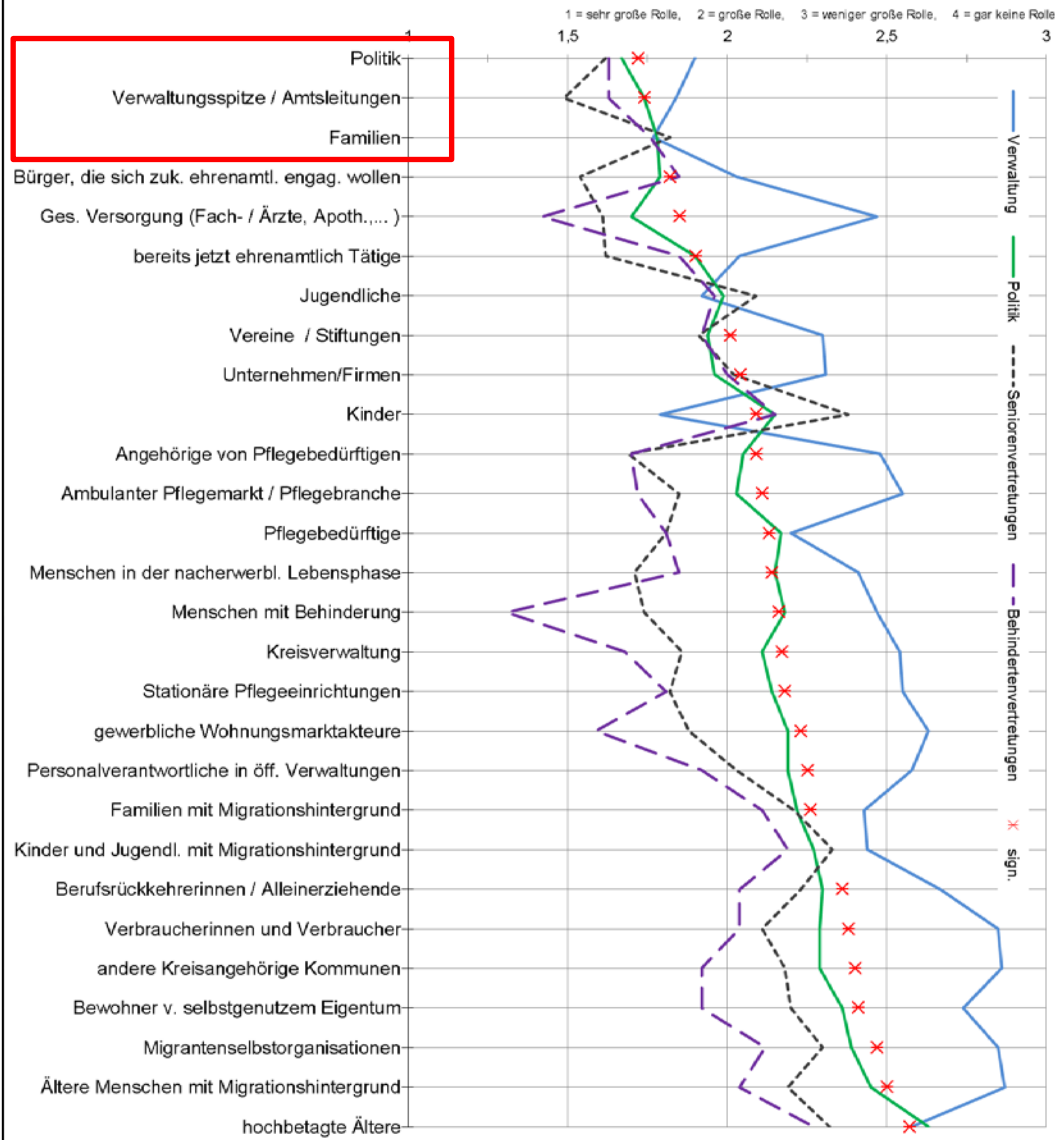 1 = sehr große Rolle, 2 = große Rolle, 3 = weniger große Rolle, 4 = gar keine Rolle
1 1,5 2 2,5 3
Politik
Verwaltungsspitze / Amtsleitungen
Familien
Bürger, die sich zuk. ehrenamtl. engag. wollen
Ges. Versorgung (Fach- / Ärzte, Apoth.,... )
bereits jetzt ehrenamtlich Tätige
Jugendliche
Vereine / Stiftungen
Unternehmen/Firmen
Kinder
Angehörige von Pflegebedürftigen
Ambulanter Pflegemarkt / Pflegebranche
Pflegebedürftige
Menschen in der nacherwerbl. Lebensphase
Menschen mit Behinderung
Kreisverwaltung
Stationäre Pflegeeinrichtungen
gewerbliche Wohnungsmarktakteure
Personalverantwortliche in öff. Verwaltungen
Familien mit Migrationshintergrund
Kinder und Jugendl. mit Migrationshintergrund
Berufsrückkehrerinnen / Alleinerziehende
Verbraucherinnen und Verbraucher
andere Kreisangehörige Kommunen
Bewohner v. selbstgenutzem Eigentum
Migrantenselbstorganisationen
Ältere Menschen mit Migrationshintergrund
hochbetagte Ältere
Verwaltung
Politik
Seniorenvertretungen
Behindertenvertretungen
sign.